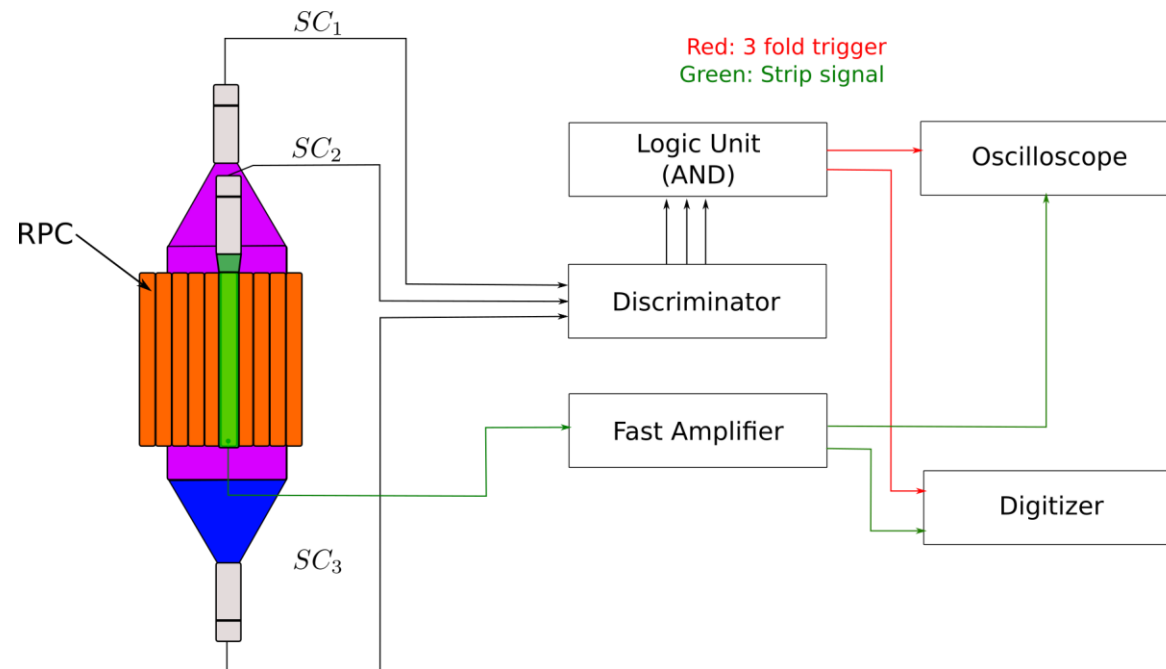 SC₁
Red: 3 fold trigger
Green: Strip signal
SC₂
Logic Unit
(AND)
Oscilloscope
RPC
Discriminator
Fast Amplifier
Digitizer
SC₃